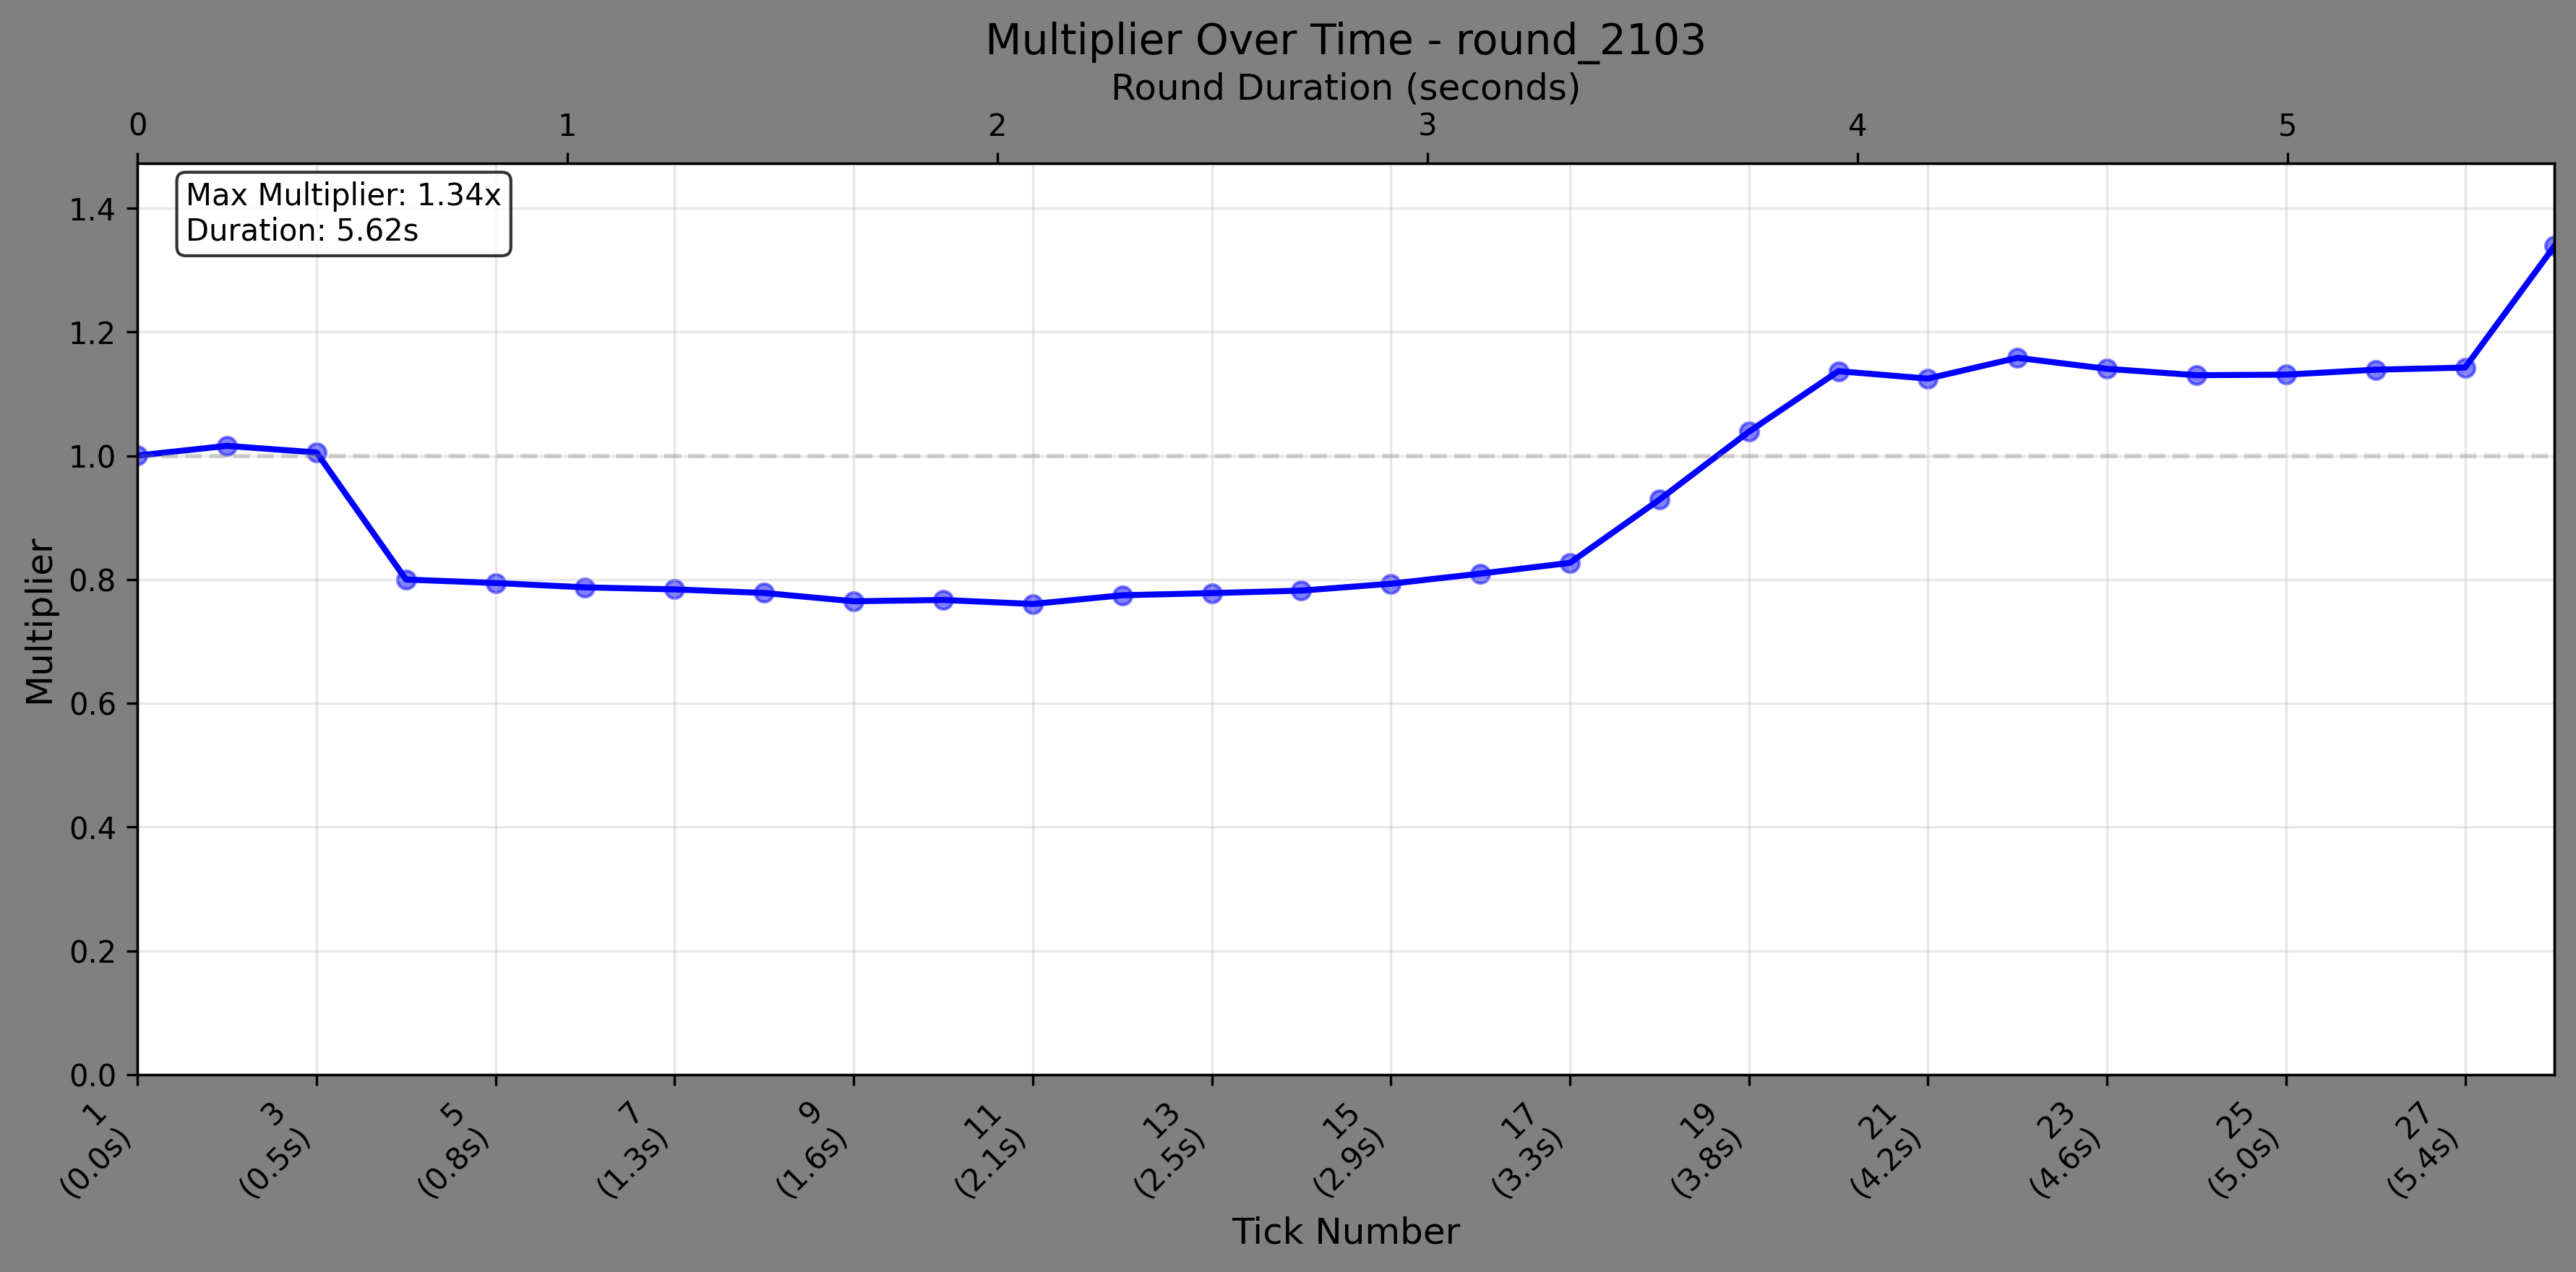 Multiplier Over Time - round_2103
Round Duration (seconds)
0 1 2 3 4 5
Max Multiplier: 1.34x
Duration: 5.62s
1.4
1.2
1.0
0.8
0.6
0.4
0.2
0.0
Multiplier
1
(0.0s)
3
(0.5s)
5
(0.8s)
7
(1.3s)
9
(1.6s)
11
(2.1s)
13
(2.5s)
15
(2.9s)
17
(3.3s)
19
(3.8s)
21
(4.2s)
23
(4.6s)
25
(5.0s)
27
(5.4s)
Tick Number